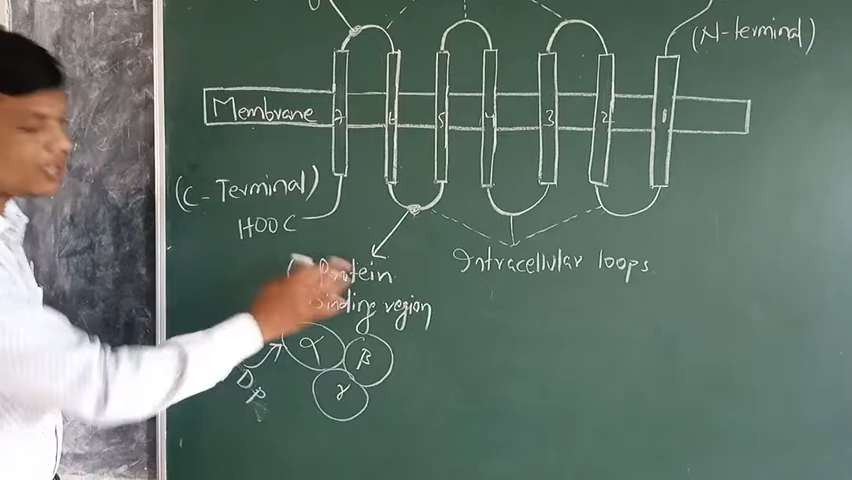 (N-terminal)
Membrane 7 6 5 4 3 2 1
(C-Terminal)
HOOC
Intracellular loops
Protein
binding region
α β
γ